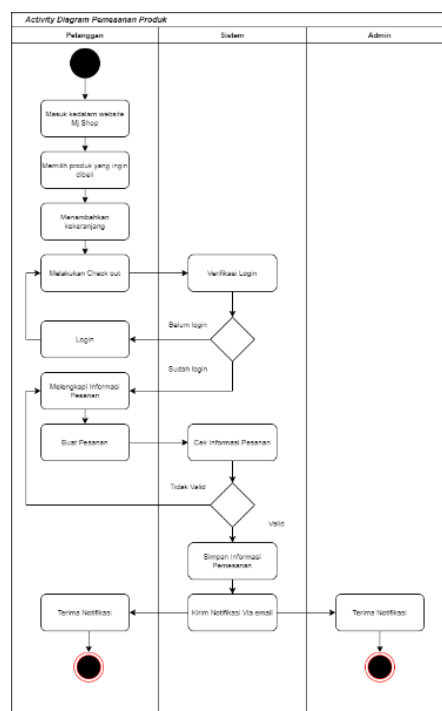 Activity Diagram Pemesanan Produk
Pelanggan
Sistem
Admin
Masuk kedalam website
Mj Shop
Memilih produk yang ingin
dibeli
Menambahkan
kekeranjang
Melakukan Check out
Verifikasi Login
Belum login
Login
Sudah login
Melengkapi Informasi
Pesanan
Buat Pesanan
Cek Informasi Pesanan
Tidak Valid
Valid
Simpan Informasi
Pemesanan
Terima Notifikasi
Kirim Notifikasi Via email
Terima Notifikasi